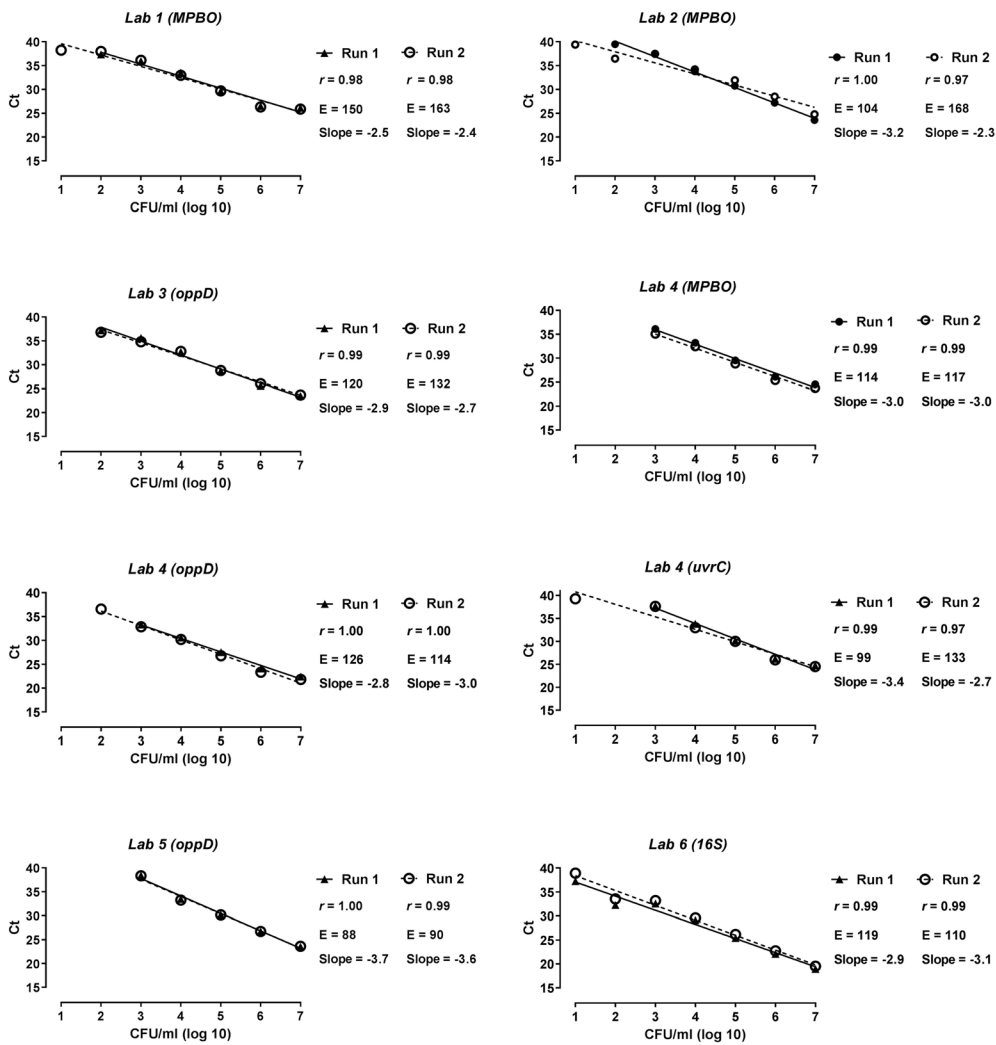 Lab 1 (MPBO)
Ct
40
35
30
25
20
15
1 2 3 4 5 6 7
CFU/ml (log 10)
Run 1 Run 2
r = 0.98 r = 0.98
E = 150 E = 163
Slope = -2.5 Slope = -2.4
Lab 2 (MPBO)
40
35
30
25
20
15
1 2 3 4 5 6 7
CFU/ml (log 10)
Run 1 Run 2
r = 1.00 r = 0.97
E = 104 E = 168
Slope = -3.2 Slope = -2.3
Lab 3 (oppD)
Ct
40
35
30
25
20
15
1 2 3 4 5 6 7
CFU/ml (log 10)
Run 1 Run 2
r = 0.99 r = 0.99
E = 120 E = 132
Slope = -2.9 Slope = -2.7
Lab 4 (MPBO)
40
35
30
25
20
15
1 2 3 4 5 6 7
CFU/ml (log 10)
Run 1 Run 2
r = 0.99 r = 0.99
E = 114 E = 117
Slope = -3.0 Slope = -3.0
Lab 4 (oppD)
Ct
40
35
30
25
20
15
1 2 3 4 5 6 7
CFU/ml (log 10)
Run 1 Run 2
r = 1.00 r = 1.00
E = 126 E = 114
Slope = -2.8 Slope = -3.0
Lab 4 (uvrC)
40
35
30
25
20
15
1 2 3 4 5 6 7
CFU/ml (log 10)
Run 1 Run 2
r = 0.99 r = 0.97
E = 99 E = 133
Slope = -3.4 Slope = -2.7
Lab 5 (oppD)
Ct
40
35
30
25
20
15
1 2 3 4 5 6 7
CFU/ml (log 10)
Run 1 Run 2
r = 1.00 r = 0.99
E = 88 E = 90
Slope = -3.7 Slope = -3.6
Lab 6 (16S)
40
35
30
25
20
15
1 2 3 4 5 6 7
CFU/ml (log 10)
Run 1 Run 2
r = 0.99 r = 0.99
E = 119 E = 110
Slope = -2.9 Slope = -3.1